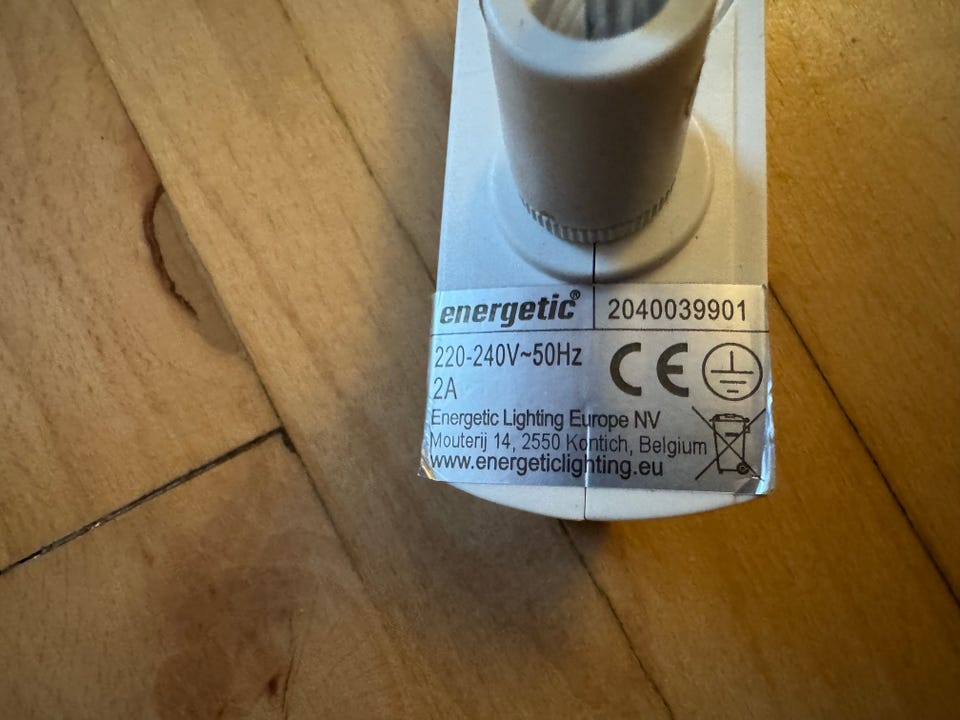 energetic® 2040039901
220-240V~50Hz
2A
CE
Energetic Lighting Europe NV
Mouterij 14, 2550 Kontich, Belgium
www.energeticlighting.eu